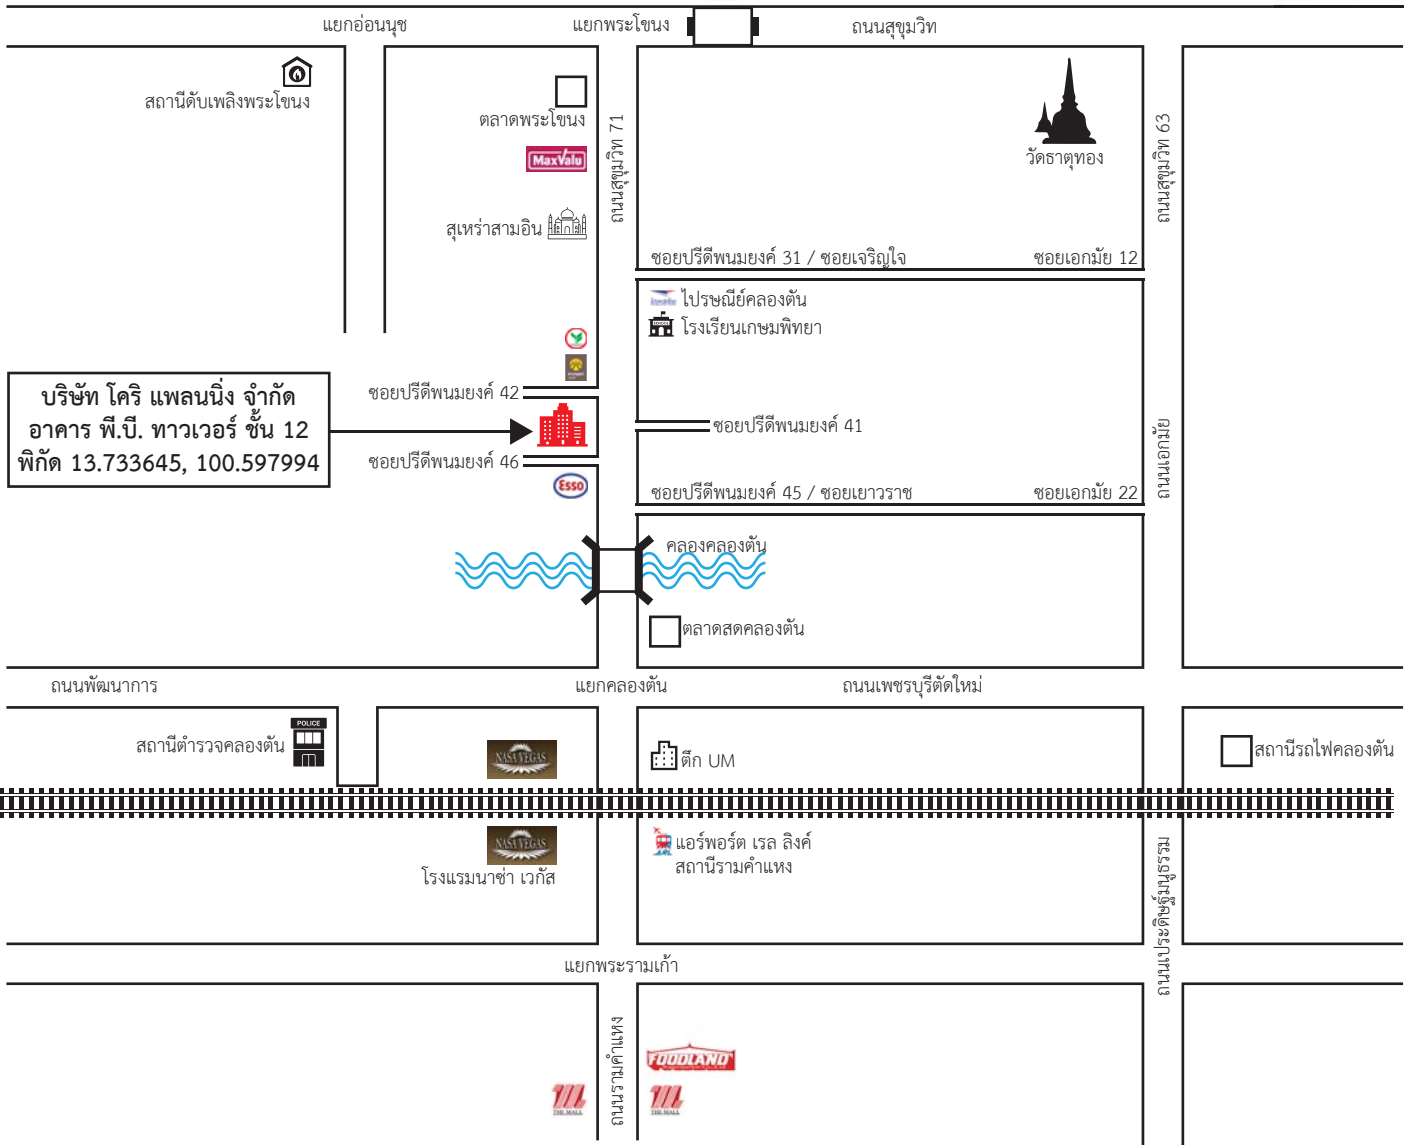 แยกอ่อนนุช
แยกพระโขนง
ถนนสุขุมวิท
สถานีดับเพลิงพระโขนง
ตลาดพระโขนง
MaxValu
ถนนสุขุมวิท 71
วัดธาตุทอง
ถนนสุขุมวิท 63
สุเหร่าสามอิน
ซอยปรีดีพนมยงค์ 31 / ซอยเจริญใจ
ซอยเอกมัย 12
ไปรษณีย์คลองตัน
โรงเรียนเกษมพิทยา
บริษัท โคริ แพลนนิ่ง จำกัด
อาคาร พี.บี. ทาวเวอร์ ชั้น 12
พิกัด 13.733645, 100.597994
ซอยปรีดีพนมยงค์ 42
ซอยปรีดีพนมยงค์ 41
ซอยปรีดีพนมยงค์ 46
Esso
ซอยปรีดีพนมยงค์ 45 / ซอยเยาวราช
ซอยเอกมัย 22
ถนนเอกมัย
คลองคลองตัน
ตลาดสดคลองตัน
ถนนพัฒนาการ
แยกคลองตัน
ถนนเพชรบุรีตัดใหม่
สถานีตำรวจคลองตัน
POLICE
NASA VEGAS
ตึก UM
สถานีรถไฟคลองตัน
NASA VEGAS
โรงแรมนาซ่า เวกัส
แอร์พอร์ต เรล ลิงค์
สถานีรามคำแหง
ถนนประดิษฐ์มนูธรรม
แยกพระรามเก้า
ถนนรามคำแหง
FOODLAND
THE MALL
THE MALL